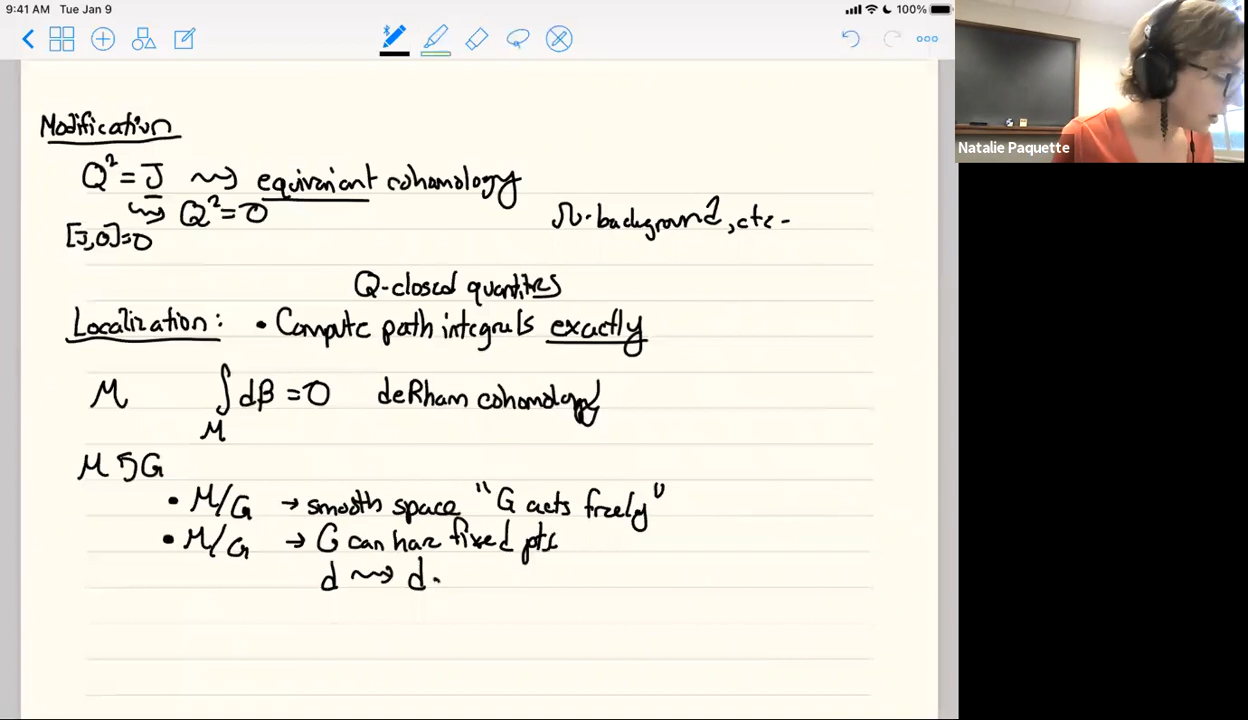 9:41 AM Tue Jan 9
100%
Modification
Q² = J ⇝ equivariant cohomology
⇝ Q² = 0
Ω-background, etc -
[J,O]=0
Q-closed quantities
Localization: • Compute path integrals exactly
M ∫_M dβ = 0 deRham cohomology
M ↺ G
• M/G → smooth space "G acts freely"
• M/G → G can have fixed pts
d ⇝ d
Natalie Paquette